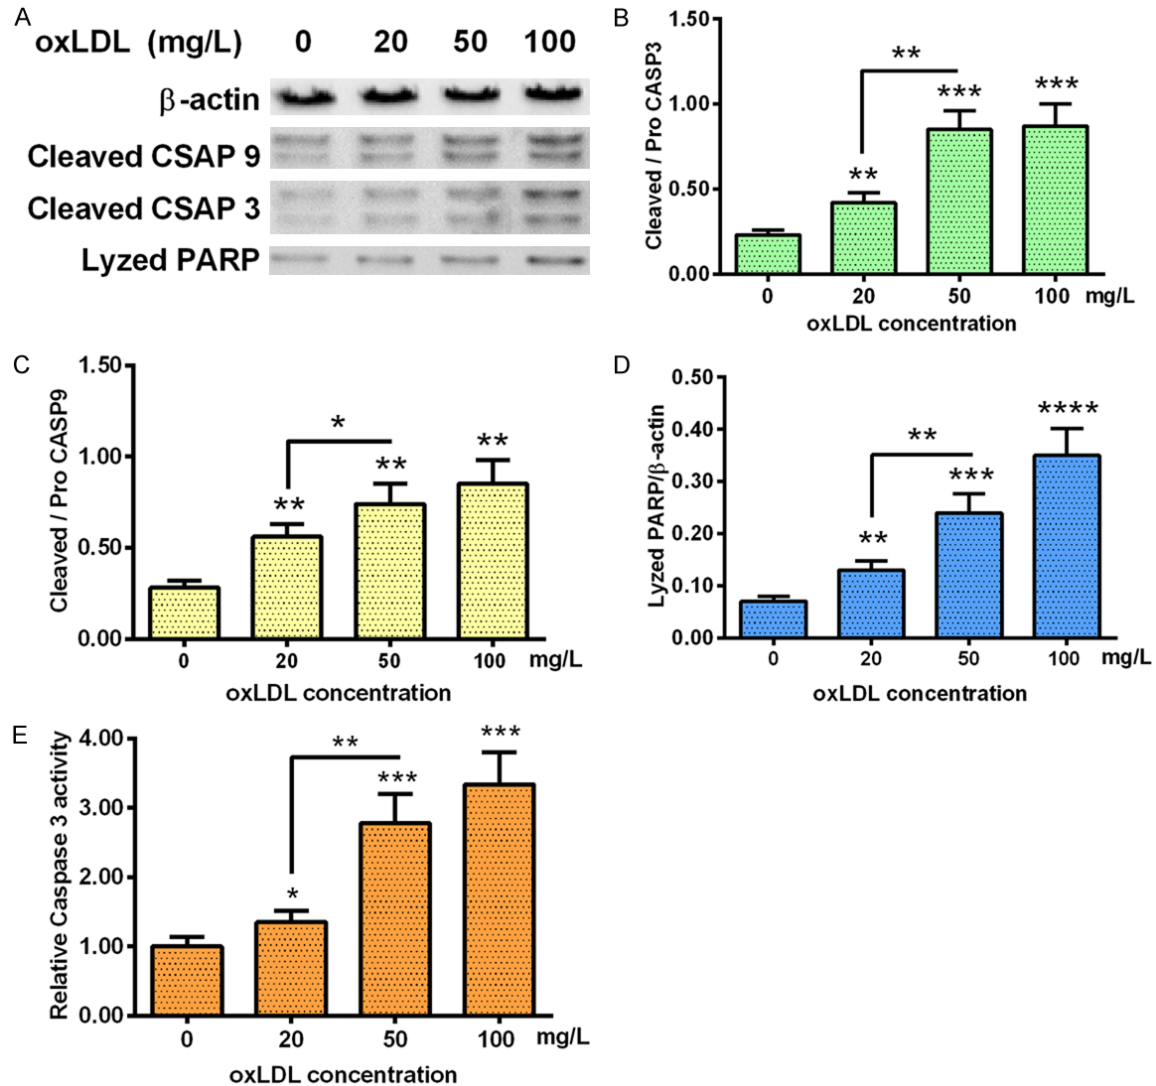 A
oxLDL (mg/L) 0 20 50 100
β-actin
Cleaved CSAP 9
Cleaved CSAP 3
Lyzed PARP
B
Cleaved / Pro CASP3
1.50
1.00
0.50
0.00
**
**
***
***
0 20 50 100 mg/L
oxLDL concentration
C
Cleaved / Pro CASP9
1.50
1.00
0.50
0.00
*
**
**
**
0 20 50 100 mg/L
oxLDL concentration
D
Lyzed PARP/β-actin
0.50
0.40
0.30
0.20
0.10
0.00
**
**
***
****
0 20 50 100 mg/L
oxLDL concentration
E
Relative Caspase 3 activity
4.00
3.00
2.00
1.00
0.00
**
*
***
***
0 20 50 100 mg/L
oxLDL concentration